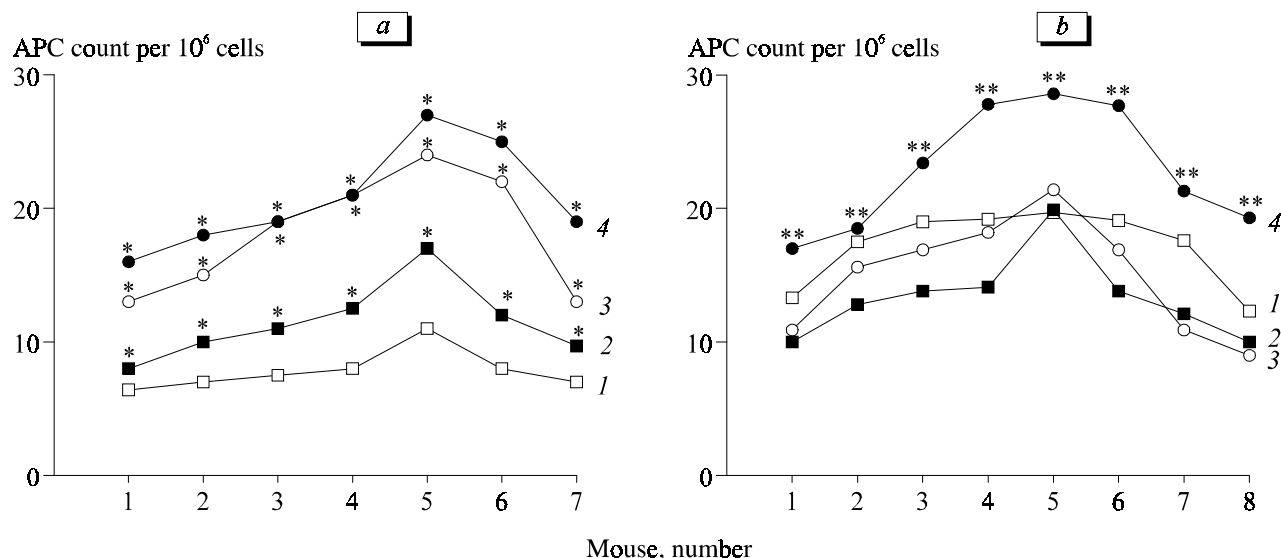 a
APC count per 10⁶ cells
30
20
10
0
* * * * * * *
* * * * * * *
* * * * * * *
4
3
2
1
1 2 3 4 5 6 7
b
APC count per 10⁶ cells
30
20
10
0
** ** ** ** ** ** ** **
4
1
2
3
1 2 3 4 5 6 7 8
Mouse, number